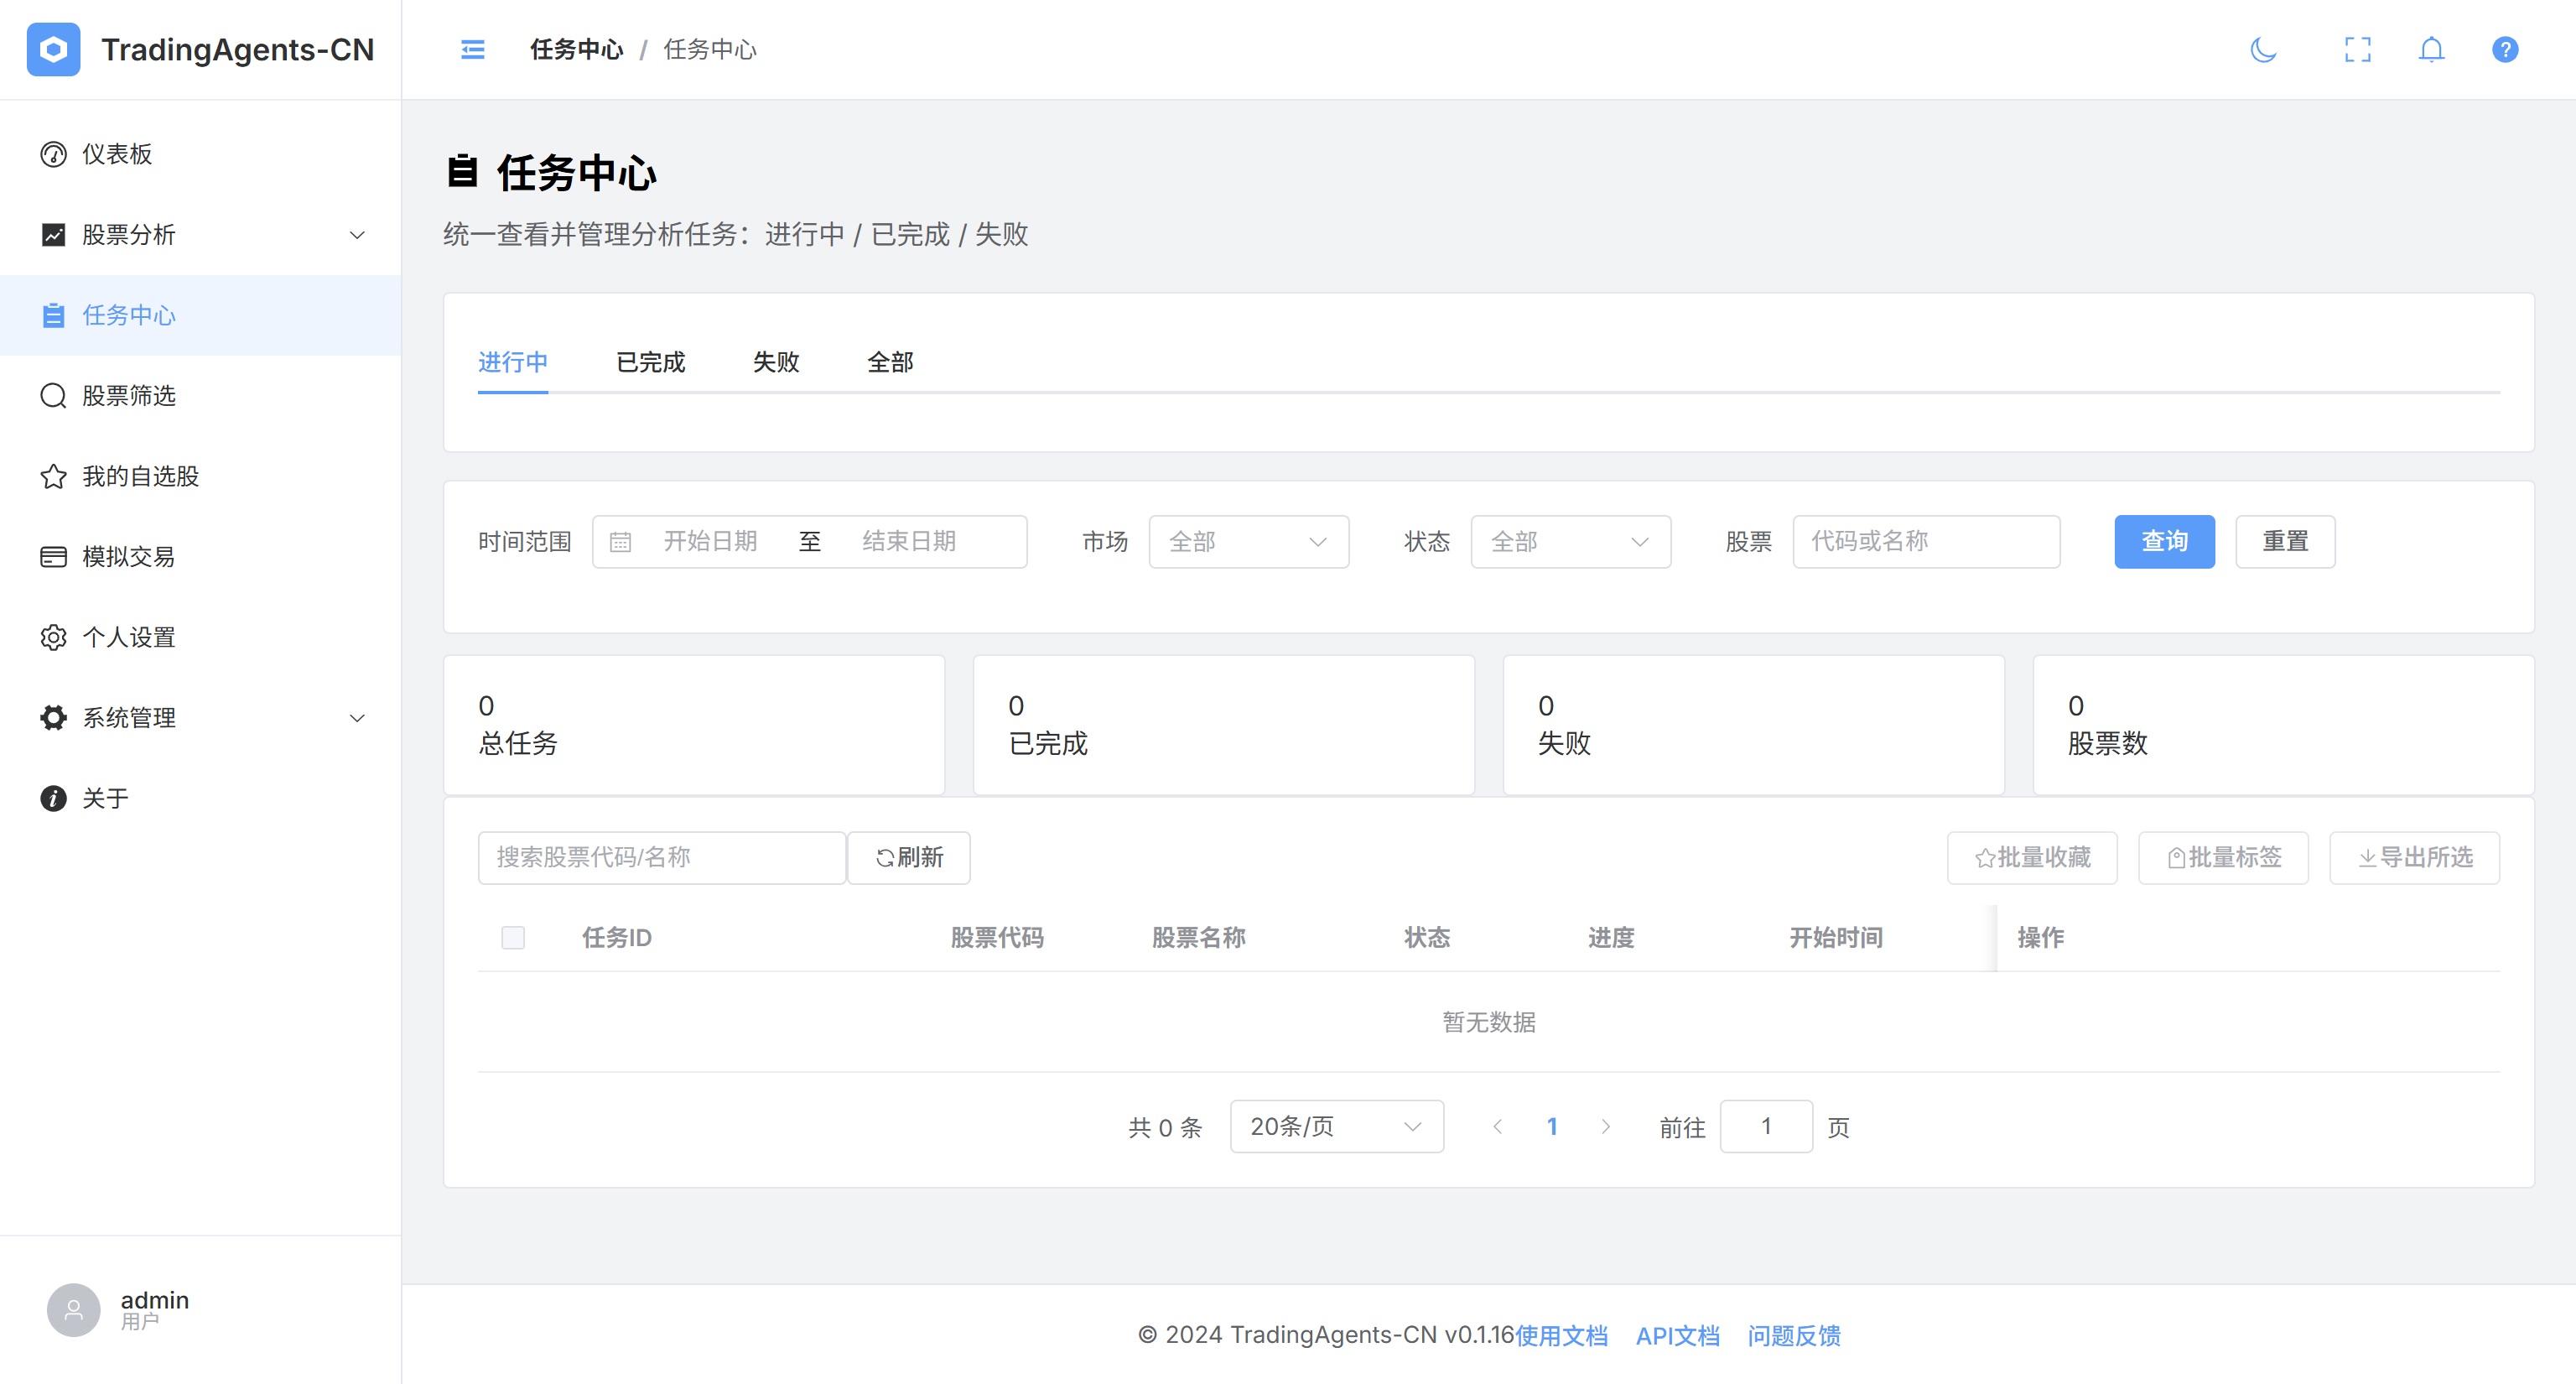 TradingAgents-CN
任务中心 / 任务中心
仪表板
股票分析
任务中心
股票筛选
我的自选股
模拟交易
个人设置
系统管理
关于
admin
用户
任务中心
统一查看并管理分析任务：进行中 / 已完成 / 失败
进行中 已完成 失败 全部
时间范围 开始日期 至 结束日期 市场 全部 状态 全部 股票 代码或名称 查询 重置
0 0 0 0
总任务 已完成 失败 股票数
搜索股票代码/名称 刷新 批量收藏 批量标签 导出所选
任务ID 股票代码 股票名称 状态 进度 开始时间 操作
暂无数据
共 0 条 20条/页 1 前往 1 页
© 2024 TradingAgents-CN v0.1.16使用文档 API文档 问题反馈